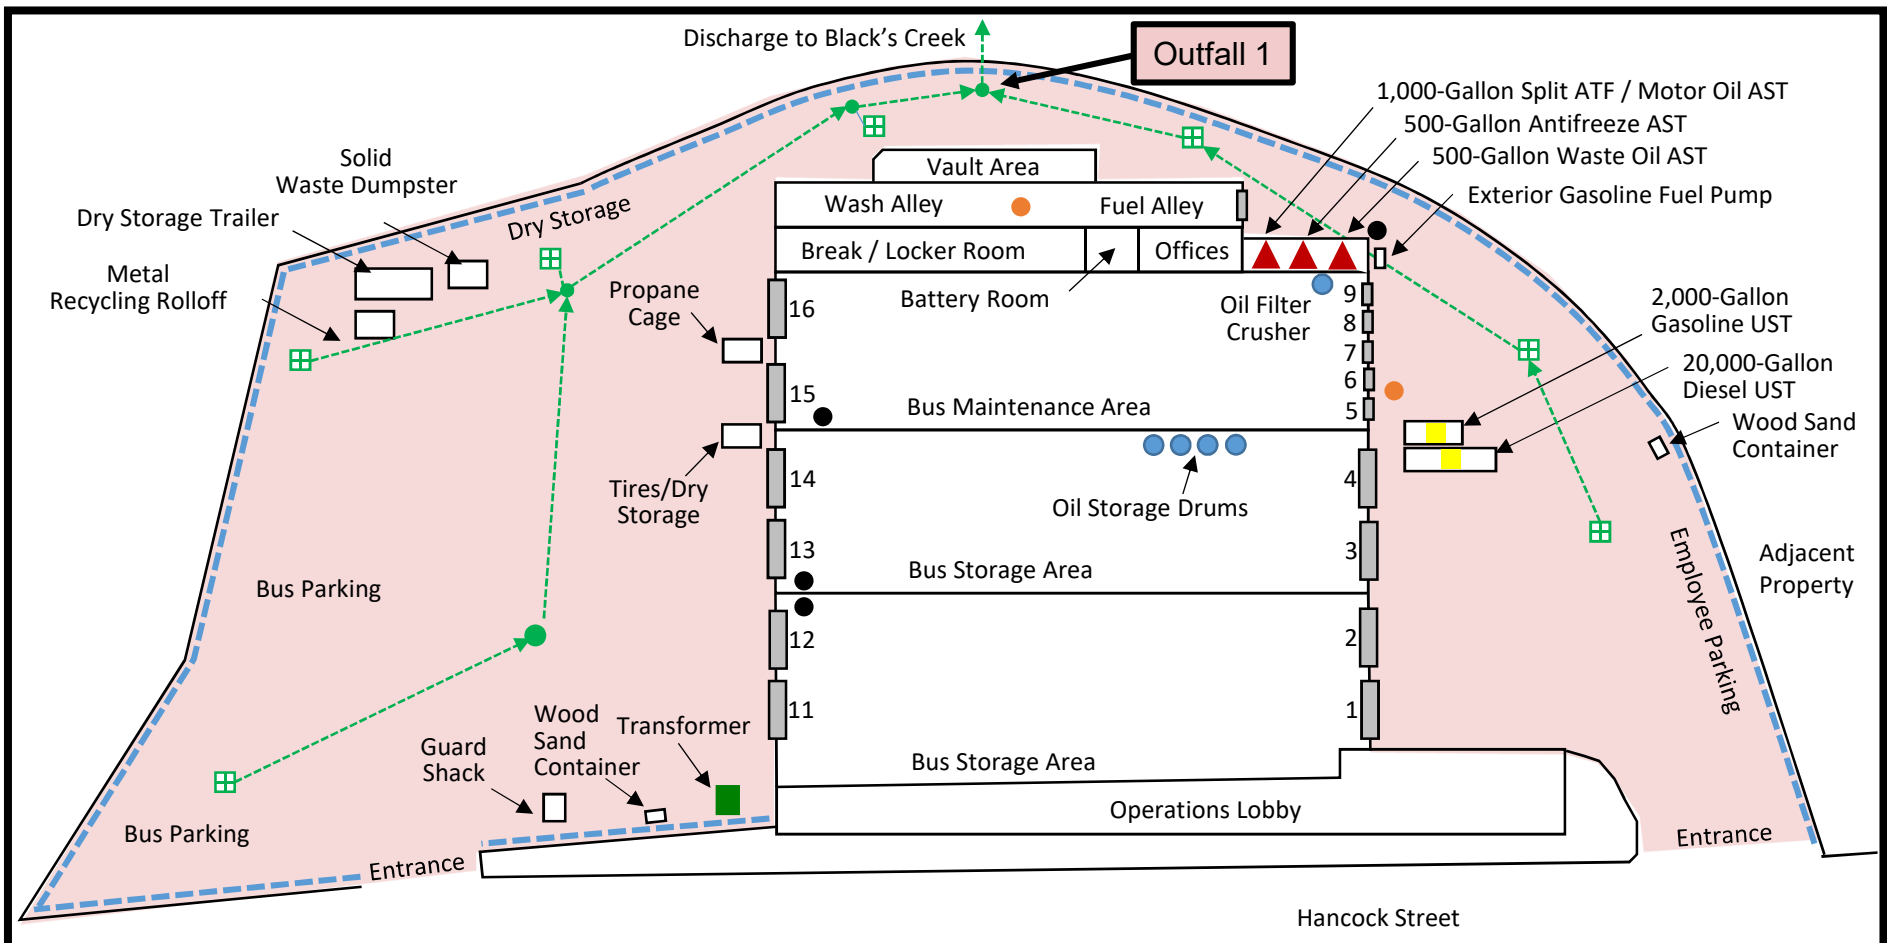 Discharge to Black's Creek
Outfall 1
1,000-Gallon Split ATF / Motor Oil AST
500-Gallon Antifreeze AST
500-Gallon Waste Oil AST
Exterior Gasoline Fuel Pump
Solid
Waste Dumpster
Dry Storage Trailer
Dry Storage
Metal
Recycling Rolloff
Vault Area
Wash Alley
Fuel Alley
Break / Locker Room
Offices
Battery Room
Propane
Cage
Oil Filter
Crusher
2,000-Gallon
Gasoline UST
20,000-Gallon
Diesel UST
Wood Sand
Container
16
9
8
7
6
5
15
Bus Maintenance Area
Tires/Dry
Storage
14
4
Oil Storage Drums
13
3
Bus Storage Area
Employee Parking
Adjacent
Property
Bus Parking
12
2
11
1
Wood
Sand
Container
Transformer
Guard
Shack
Bus Storage Area
Operations Lobby
Bus Parking
Entrance
Entrance
Hancock Street